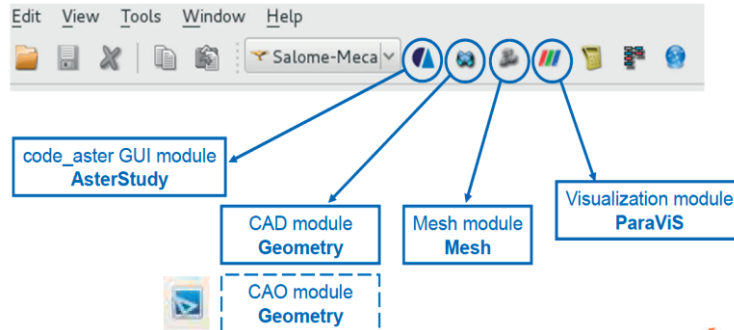 Edit View Tools Window Help
Salome-Meca
code_aster GUI module
AsterStudy
CAD module
Geometry
Mesh module
Mesh
Visualization module
ParaViS
CAO module
Geometry